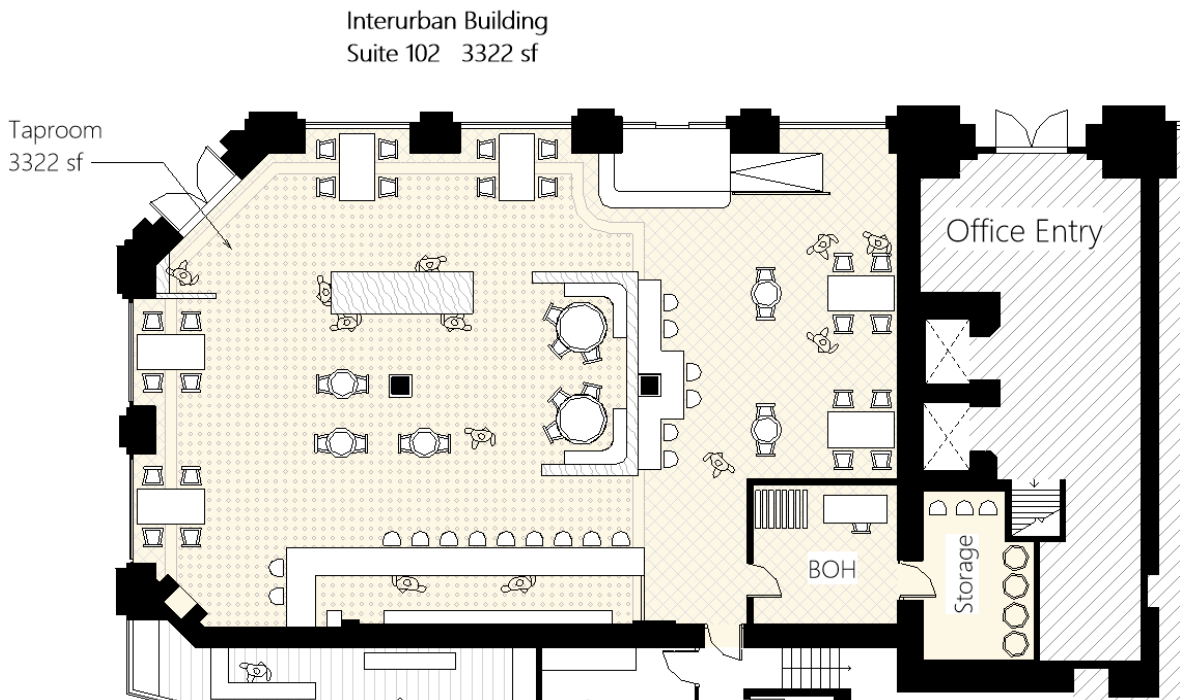 Interurban Building
Suite 102 3322 sf
Taproom
3322 sf
Office Entry
BOH
Storage